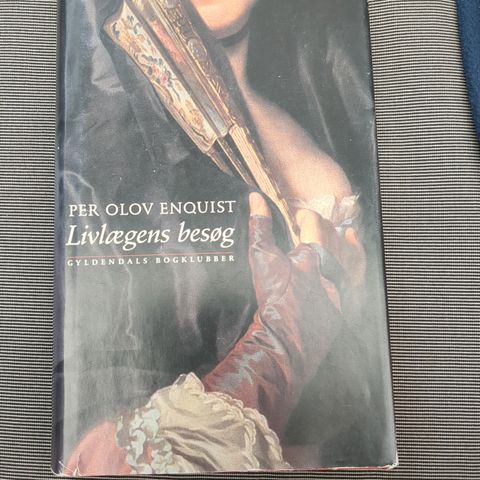 PER OLOV ENQUIST
Livlægens besøg
GYLDENDALS BOGKLUBBER